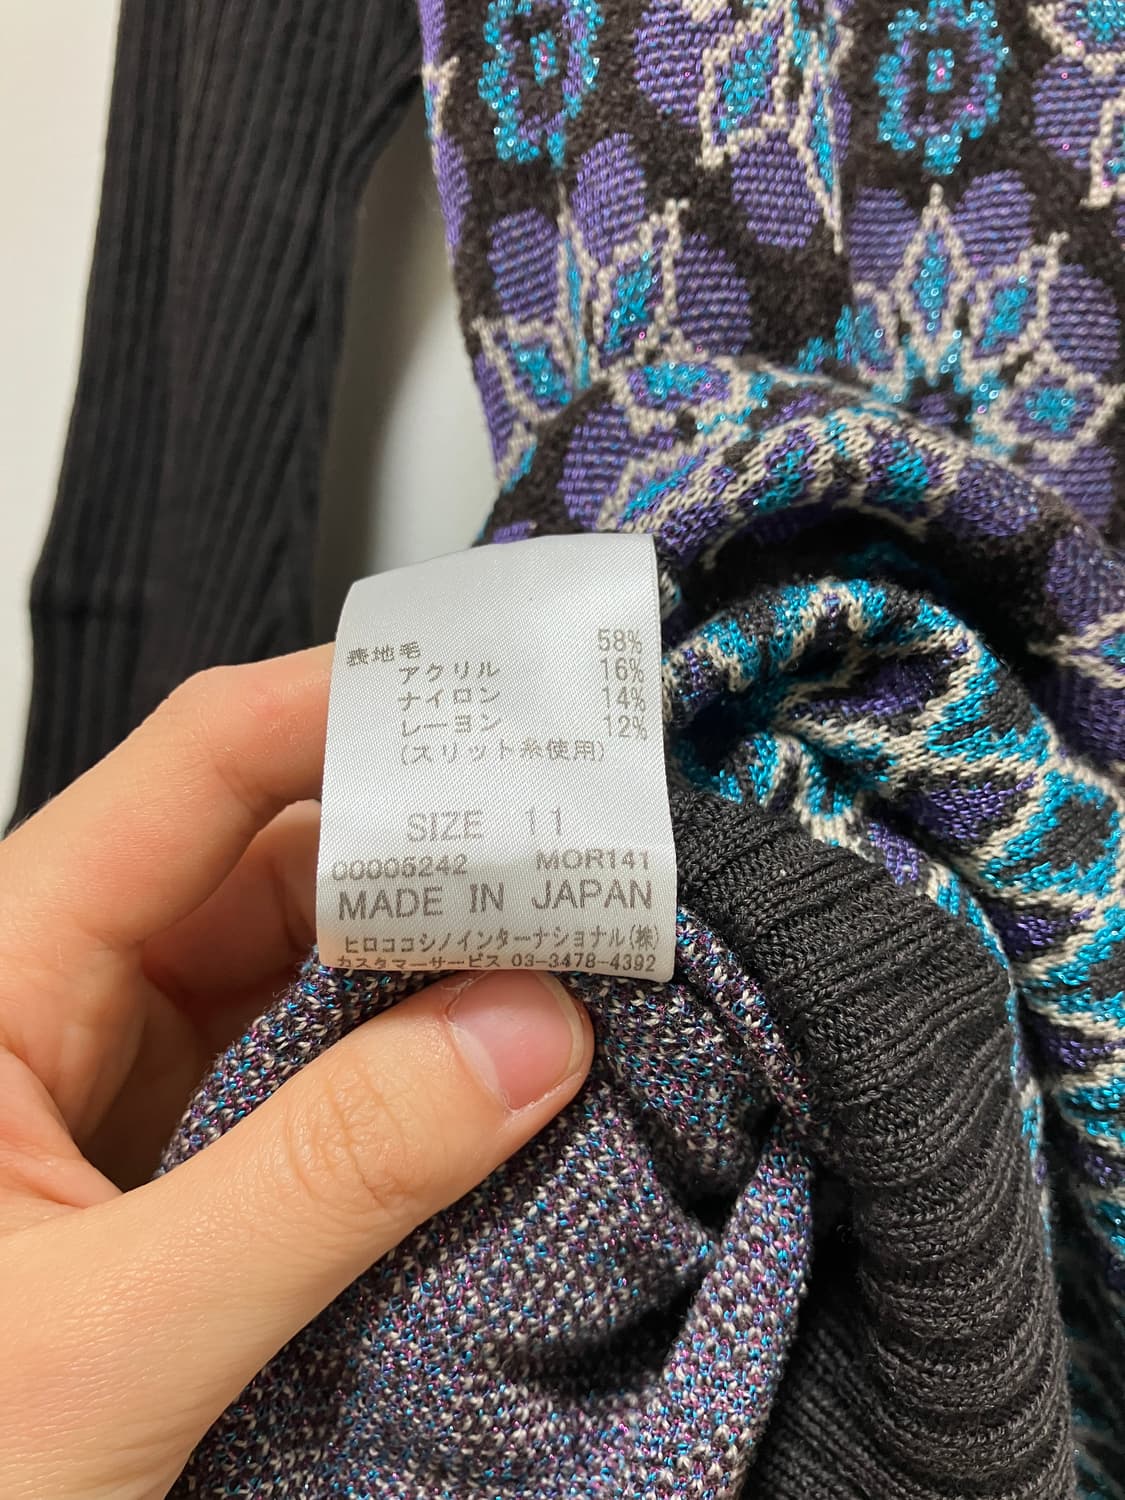 表地毛 58%
アクリル 16%
ナイロン 14%
レーヨン 12%
(スリット糸使用)
SIZE 11
00005242 MOR141
MADE IN JAPAN
ヒロココシノインターナショナル(株)
カスタマーサービス 03-3478-4392